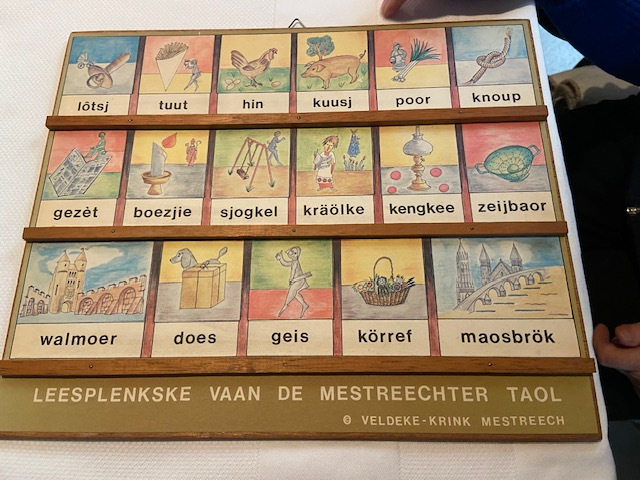 lõtsj tuut hin kuusj poor knoup
gezèt boezjie sjogkel kräölke kengkee zeijbaor
walmoer does geis körref maosbrök
LEESPLENKSKE VAAN DE MESTREECHTER TAOL
© VELDEKE-KRINK MESTREECH